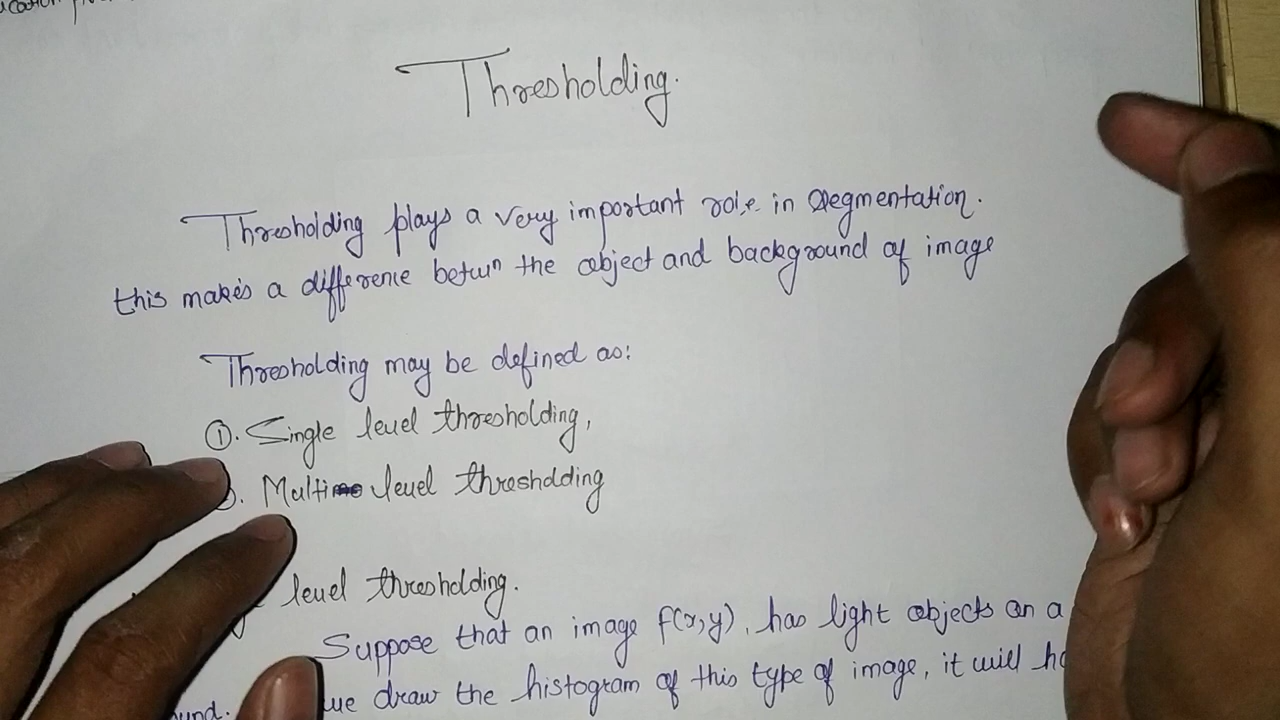 Thresholding.
Thresholding plays a very important role in Segmentation.
this makes a difference betwn the object and background of image
Thresholding may be defined as:
①. Single level thresholding,
Multi level thresholding
level thresholding.
Suppose that an image f(x,y), has light objects on a
we draw the histogram of this type of image, it will